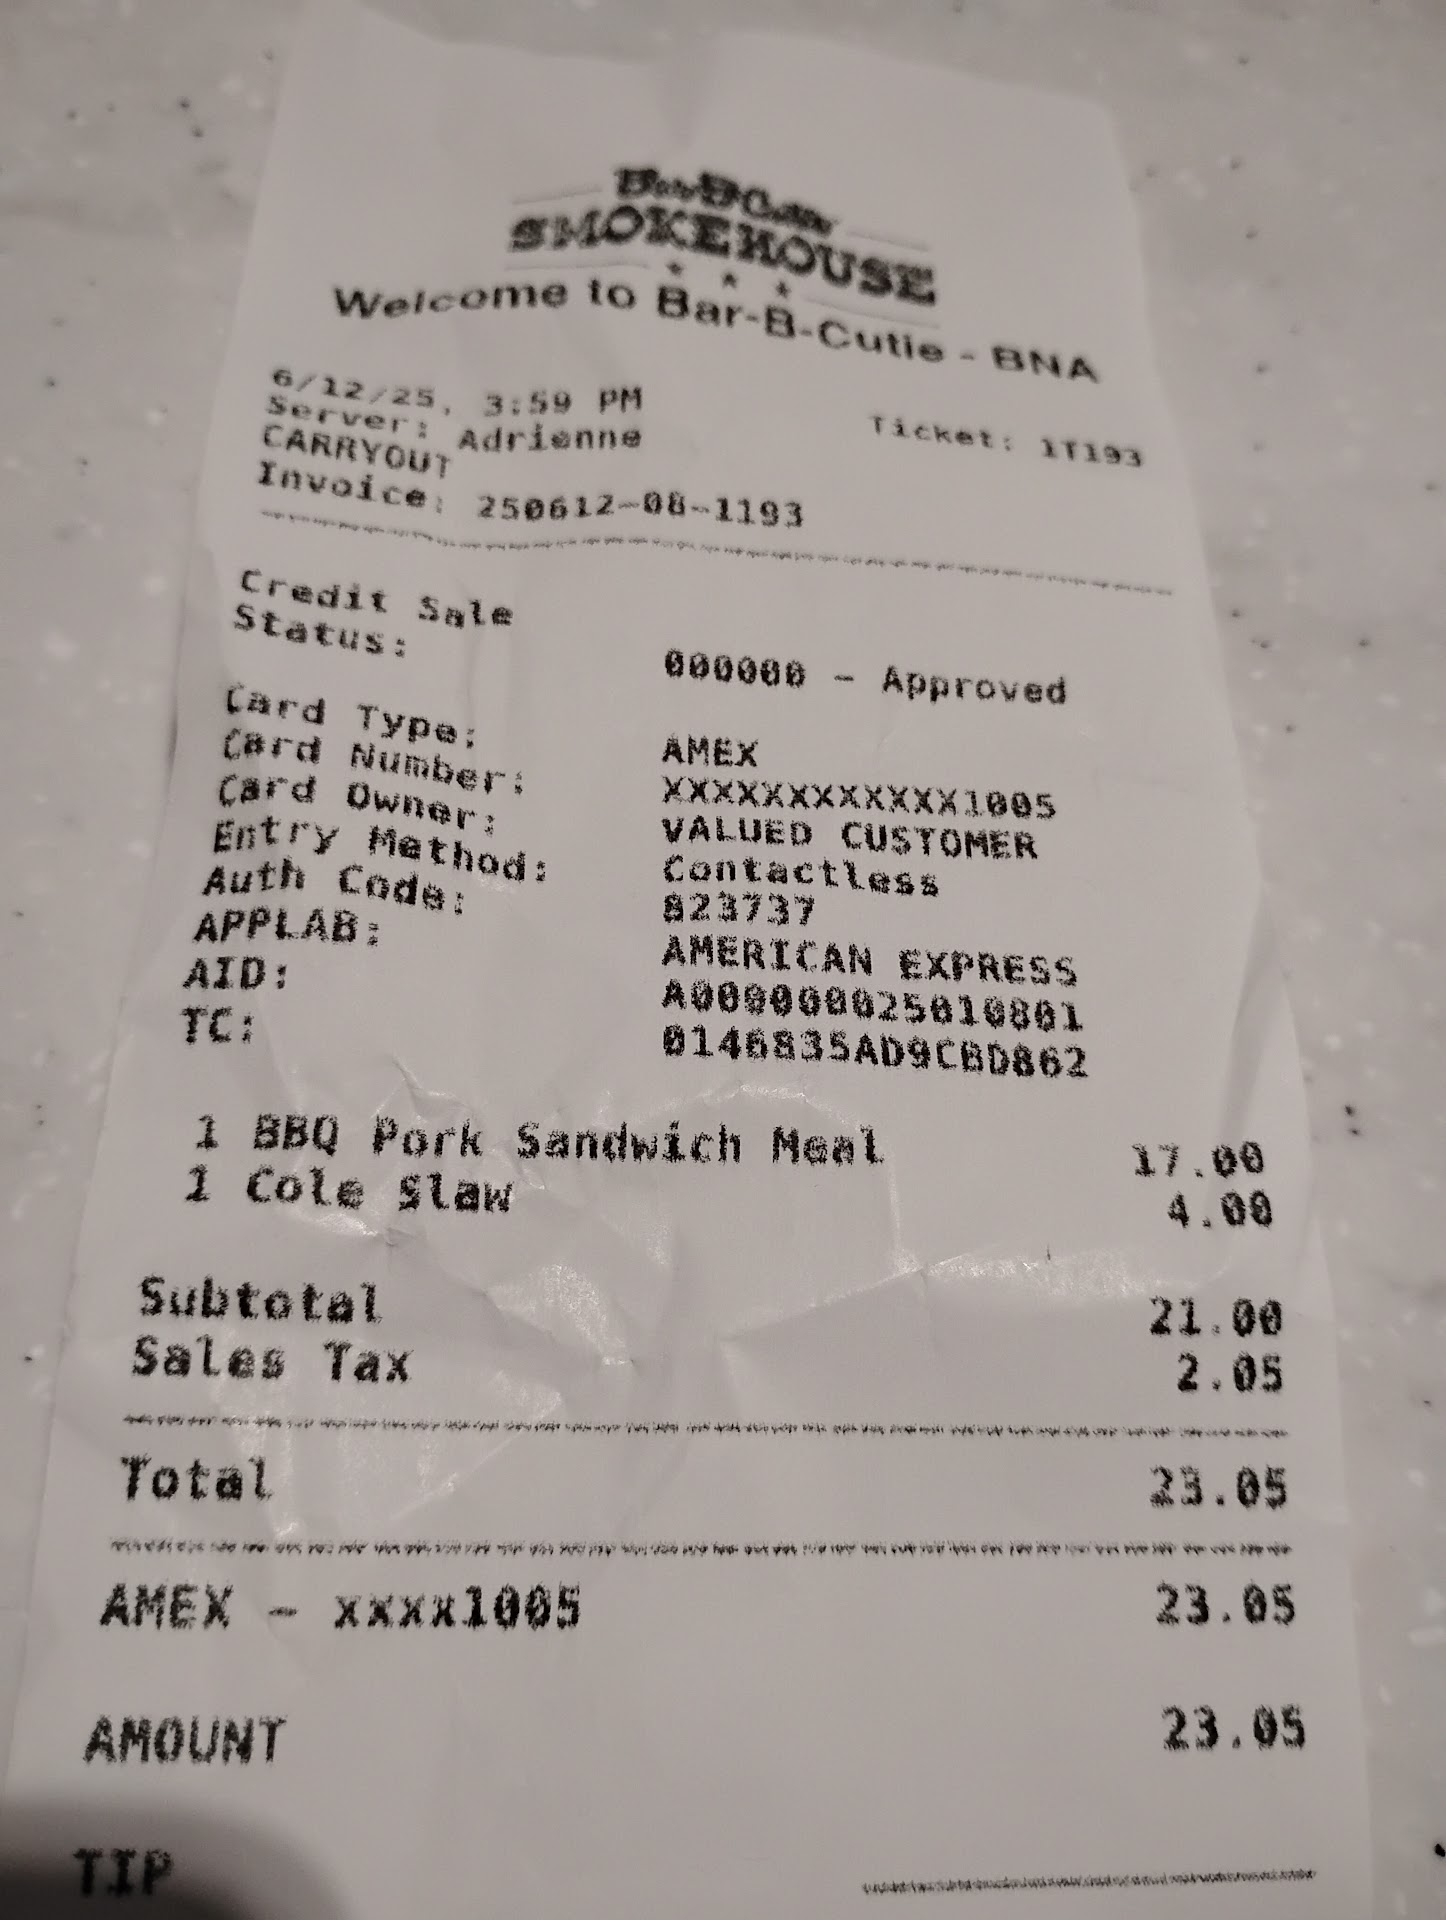 Bar-B-Cutie
SMOKEHOUSE
Welcome to Bar-B-Cutie - BNA
6/12/25, 3:59 PM
Server: Adrienne Ticket: 1T193
CARRYOUT
Invoice: 250612-08-1193
Credit Sale
Status: 000000 - Approved
Card Type: AMEX
Card Number: XXXXXXXXXXXX1005
Card Owner: VALUED CUSTOMER
Entry Method: Contactless
Auth Code: 823737
APPLAB: AMERICAN EXPRESS
AID: A000000025010801
TC: 0146835AD9CBD862
1 BBQ Pork Sandwich Meal 17.00
1 Cole Slaw 4.00
Subtotal 21.00
Sales Tax 2.05
Total 23.05
AMEX - xxxx1005 23.05
AMOUNT 23.05
TIP